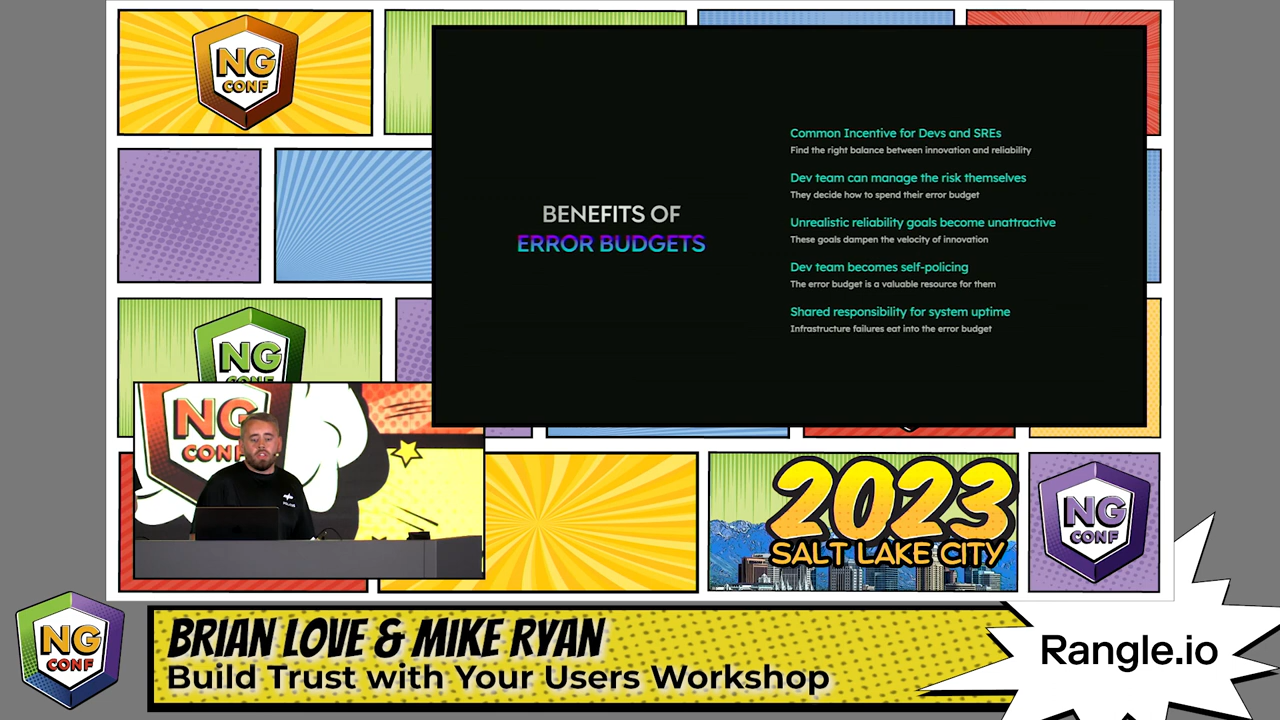 NG
CONF
BENEFITS OF
ERROR BUDGETS
Common Incentive for Devs and SREs
Find the right balance between innovation and reliability
Dev team can manage the risk themselves
They decide how to spend their error budget
Unrealistic reliability goals become unattractive
These goals dampen the velocity of innovation
Dev team becomes self-policing
The error budget is a valuable resource for them
Shared responsibility for system uptime
Infrastructure failures eat into the error budget
NG
CONF
NG
CONF
2023
SALT LAKE CITY
NG
CONF
NG
CONF
BRIAN LOVE & MIKE RYAN
Build Trust with Your Users Workshop
Rangle.io